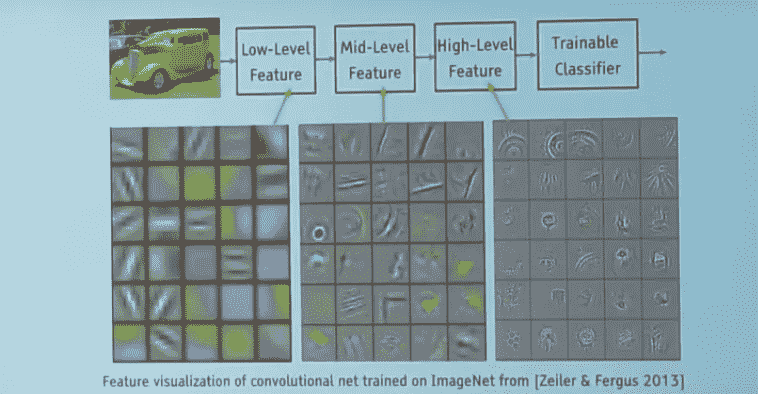 Low-Level
Feature
Mid-Level
Feature
High-Level
Feature
Trainable
Classifier
Feature visualization of convolutional net trained on ImageNet from [Zeiler & Fergus 2013]